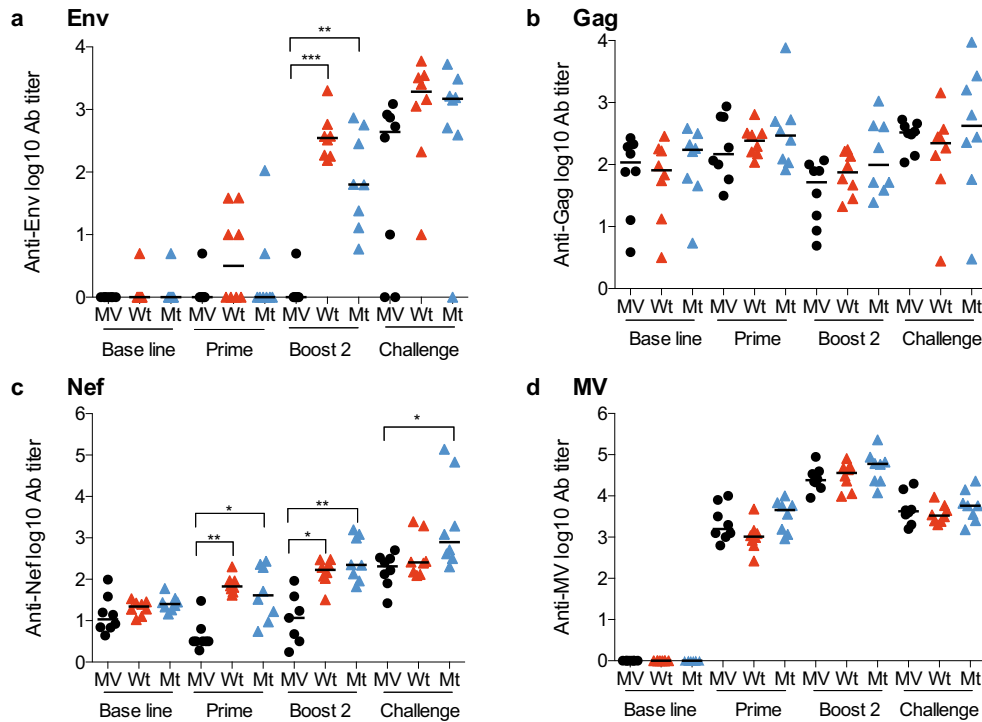 a Env
Anti-Env log10 Ab titer
4
3
2
1
0
** 
***
MV Wt Mt MV Wt Mt MV Wt Mt MV Wt Mt
Base line Prime Boost 2 Challenge
b Gag
Anti-Gag log10 Ab titer
4
3
2
1
0
MV Wt Mt MV Wt Mt MV Wt Mt MV Wt Mt
Base line Prime Boost 2 Challenge
c Nef
Anti-Nef log10 Ab titer
6
5
4
3
2
1
0
*
*
**
**
*
MV Wt Mt MV Wt Mt MV Wt Mt MV Wt Mt
Base line Prime Boost 2 Challenge
d MV
Anti-MV log10 Ab titer
6
5
4
3
2
1
0
MV Wt Mt MV Wt Mt MV Wt Mt MV Wt Mt
Base line Prime Boost 2 Challenge